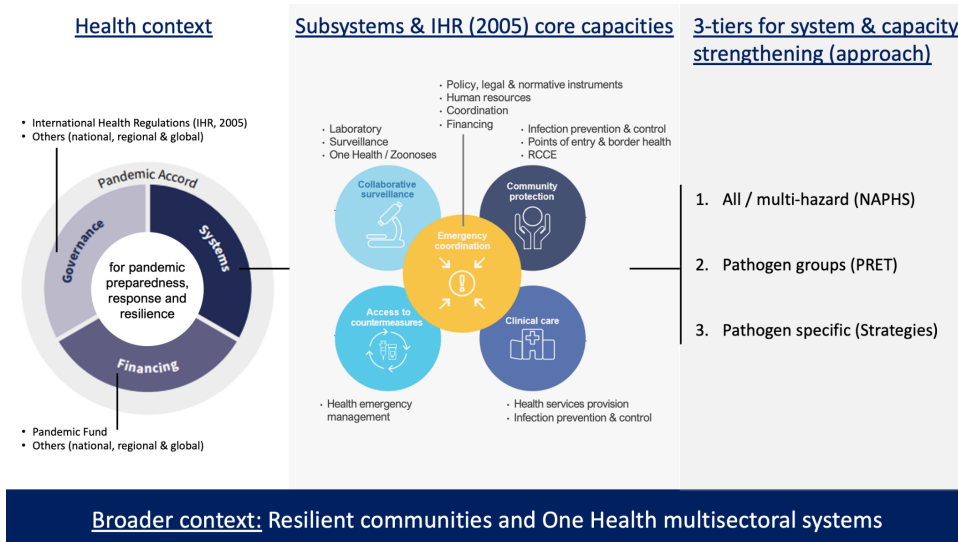 Health context
• International Health Regulations (IHR, 2005)
• Others (national, regional & global)
Pandemic Accord
Governance
Systems
Financing
for pandemic
preparedness,
response and
resilience
• Pandemic Fund
• Others (national, regional & global)
Subsystems & IHR (2005) core capacities
• Policy, legal & normative instruments
• Human resources
• Coordination
• Financing
• Laboratory
• Surveillance
• One Health / Zoonoses
• Infection prevention & control
• Points of entry & border health
• RCCE
Collaborative
surveillance
Community
protection
Emergency
coordination
Access to
countermeasures
Clinical care
• Health emergency
management
• Health services provision
• Infection prevention & control
3-tiers for system & capacity
strengthening (approach)
1. All / multi-hazard (NAPHS)
2. Pathogen groups (PRET)
3. Pathogen specific (Strategies)
Broader context: Resilient communities and One Health multisectoral systems